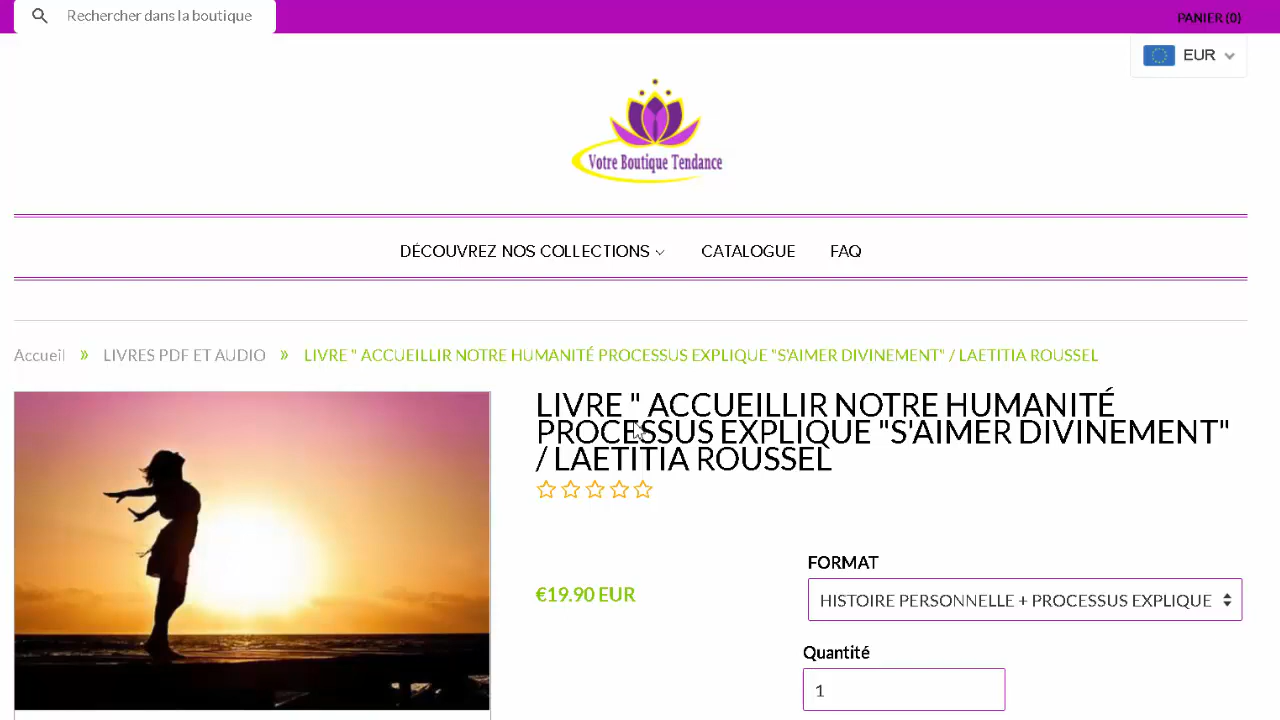 Rechercher dans la boutique
PANIER (0)
EUR
Votre Boutique Tendance
DÉCOUVREZ NOS COLLECTIONS
CATALOGUE
FAQ
Accueil » LIVRES PDF ET AUDIO » LIVRE " ACCUEILLIR NOTRE HUMANITÉ PROCESSUS EXPLIQUE "S'AIMER DIVINEMENT" / LAETITIA ROUSSEL
LIVRE " ACCUEILLIR NOTRE HUMANITÉ
PROCESSUS EXPLIQUE "S'AIMER DIVINEMENT"
/ LAETITIA ROUSSEL
€19.90 EUR
FORMAT
HISTOIRE PERSONNELLE + PROCESSUS EXPLIQUE
Quantité
1